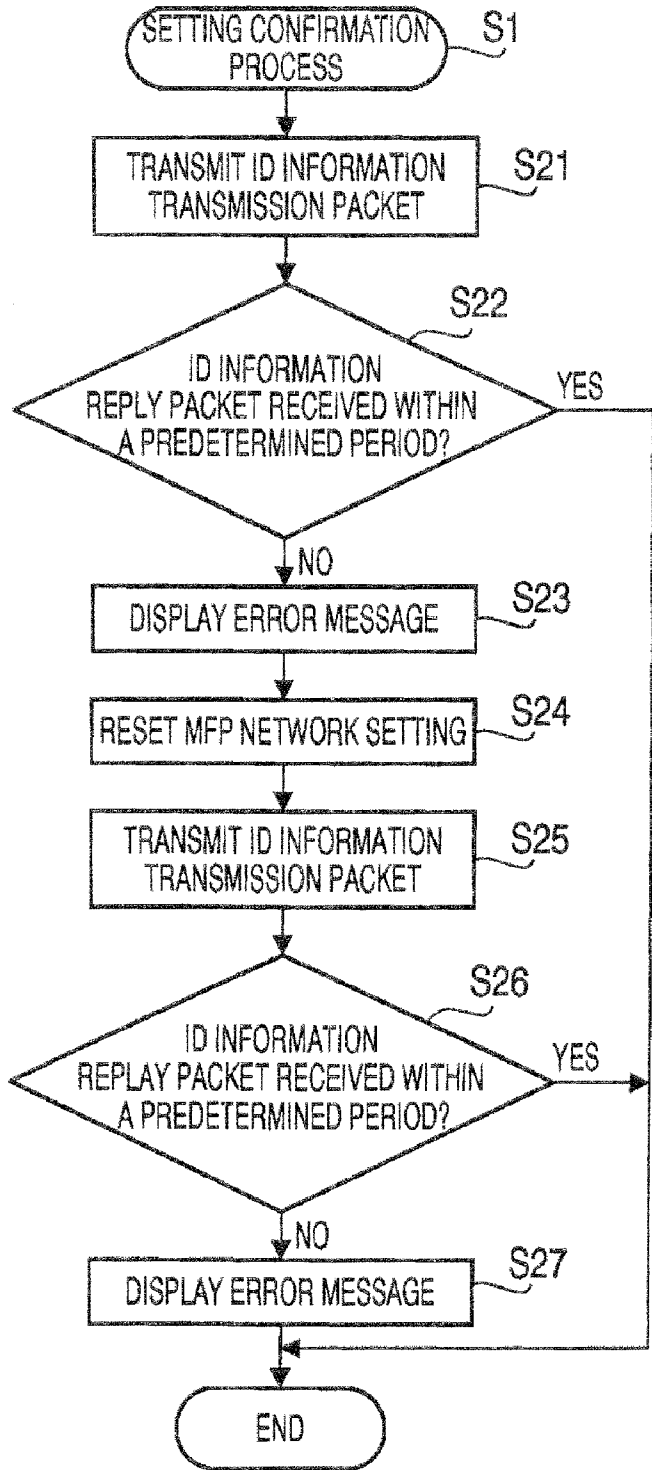 SETTING CONFIRMATION
PROCESS
S1
TRANSMIT ID INFORMATION
TRANSMISSION PACKET
S21
S22
ID INFORMATION
REPLY PACKET RECEIVED WITHIN
A PREDETERMINED PERIOD?
YES
NO
DISPLAY ERROR MESSAGE
S23
RESET MFP NETWORK SETTING
S24
TRANSMIT ID INFORMATION
TRANSMISSION PACKET
S25
S26
ID INFORMATION
REPLAY PACKET RECEIVED WITHIN
A PREDETERMINED PERIOD?
YES
NO
DISPLAY ERROR MESSAGE
S27
END